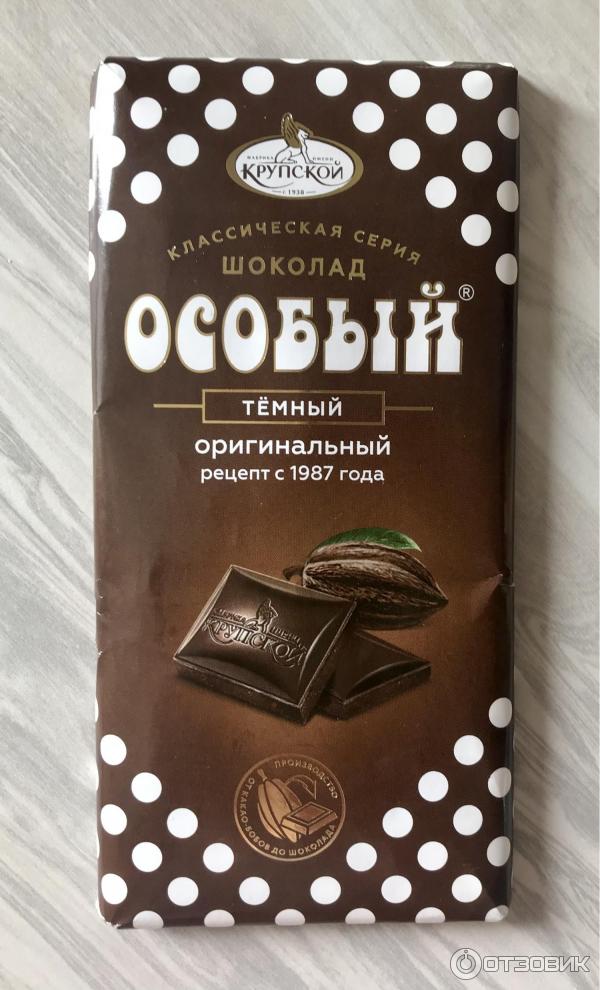 ФАБРИКА ИМЕНИ
КРУПСКОЙ
с 1938
КЛАССИЧЕСКАЯ СЕРИЯ
ШОКОЛАД
ОСОБЫЙ®
ТЁМНЫЙ
оригинальный
рецепт с 1987 года
ФАБРИКА ИМЕНИ
КРУПСКОЙ
ПРОИЗВОДСТВО
ОТ КАКАО-БОБОВ ДО ШОКОЛАДА
ОТЗОВИК